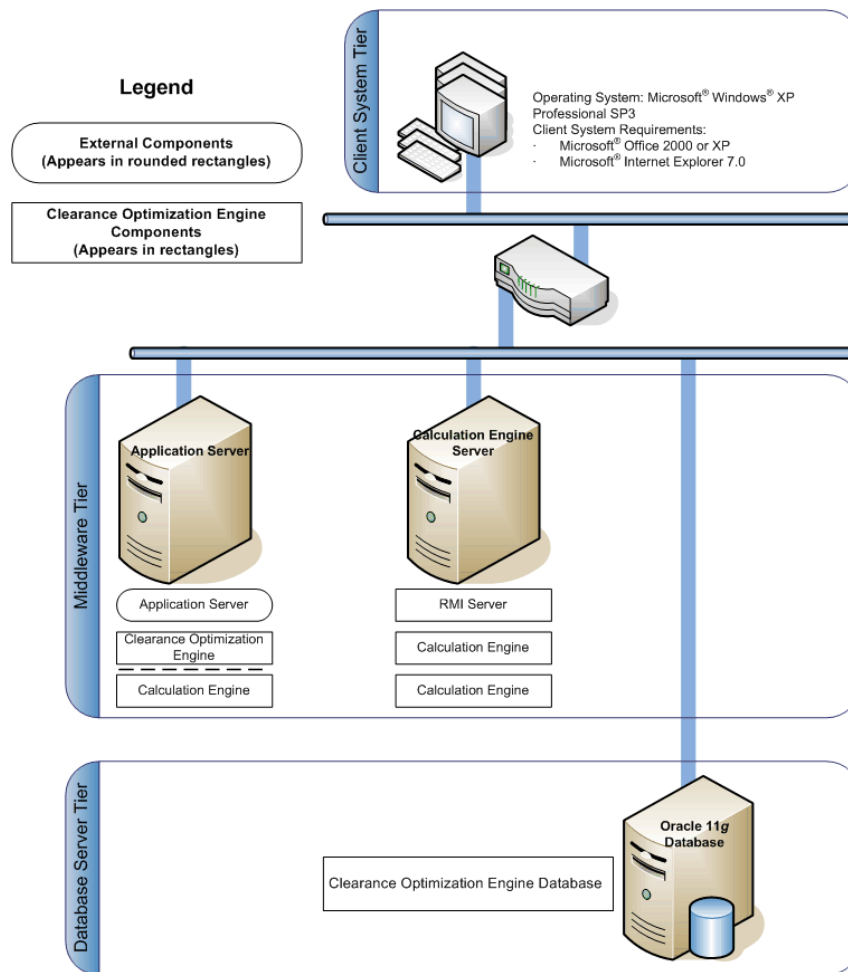 Legend
External Components
(Appears in rounded rectangles)
Clearance Optimization Engine
Components
(Appears in rectangles)
Client System Tier
Operating System: Microsoft® Windows® XP
Professional SP3
Client System Requirements:
· Microsoft® Office 2000 or XP
· Microsoft® Internet Explorer 7.0
Middleware Tier
Application Server
Calculation Engine
Server
Application Server
Clearance Optimization
Engine
Calculation Engine
RMI Server
Calculation Engine
Calculation Engine
Database Server Tier
Oracle 11g
Database
Clearance Optimization Engine Database